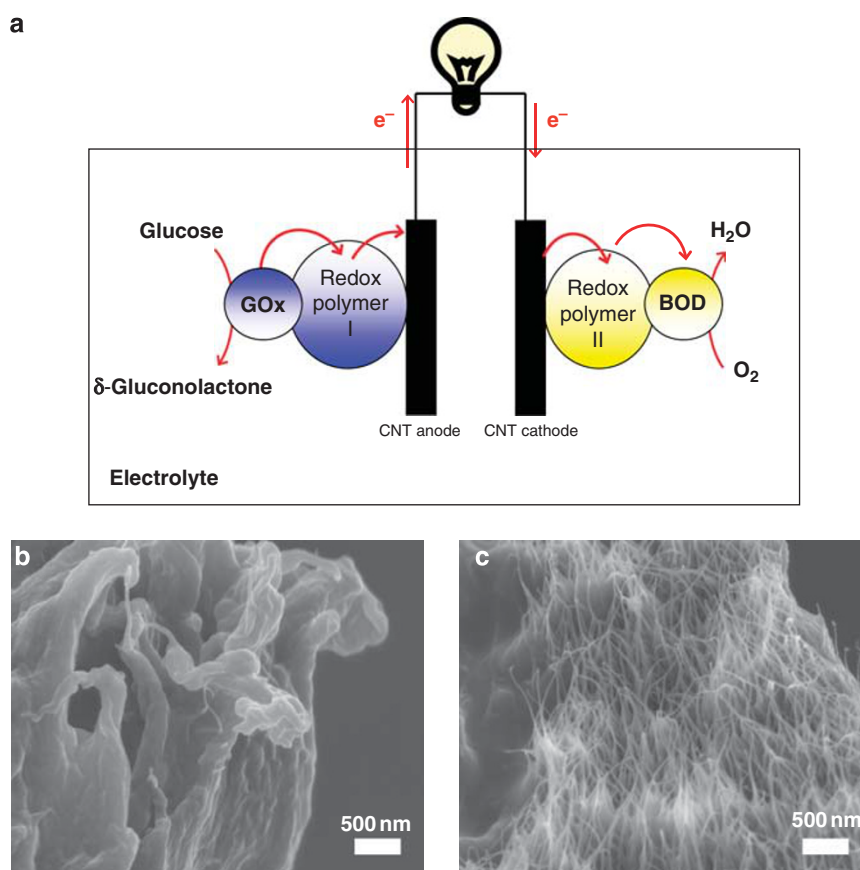 a
e⁻ e⁻
Glucose
H₂O
GOx
Redox
polymer
I
Redox
polymer
II
BOD
δ-Gluconolactone
O₂
CNT anode CNT cathode
Electrolyte
b
500 nm
c
500 nm